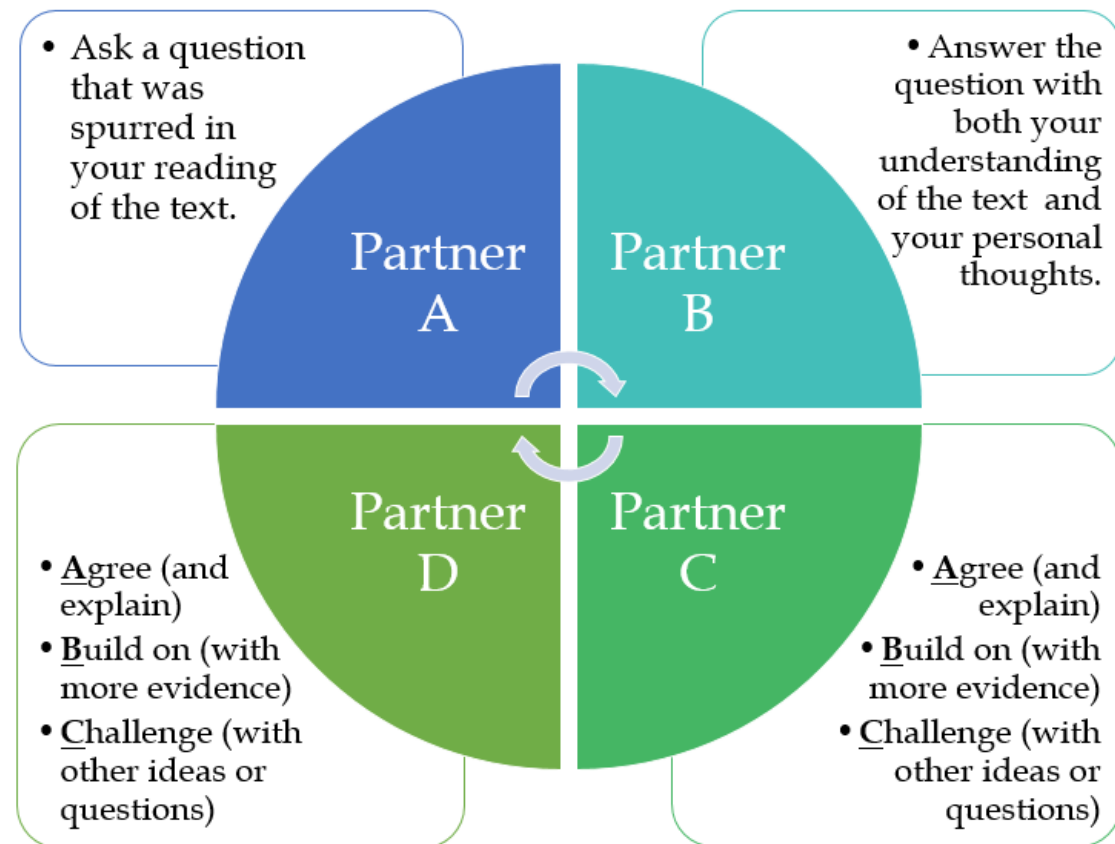 • Ask a question
that was
spurred in
your reading
of the text.
Partner
A
• Answer the
question with
both your
understanding
of the text and
your personal
thoughts.
Partner
B
Partner
C
• Agree (and
explain)
• Build on (with
more evidence)
• Challenge (with
other ideas or
questions)
Partner
D
• Agree (and
explain)
• Build on (with
more evidence)
• Challenge (with
other ideas or
questions)